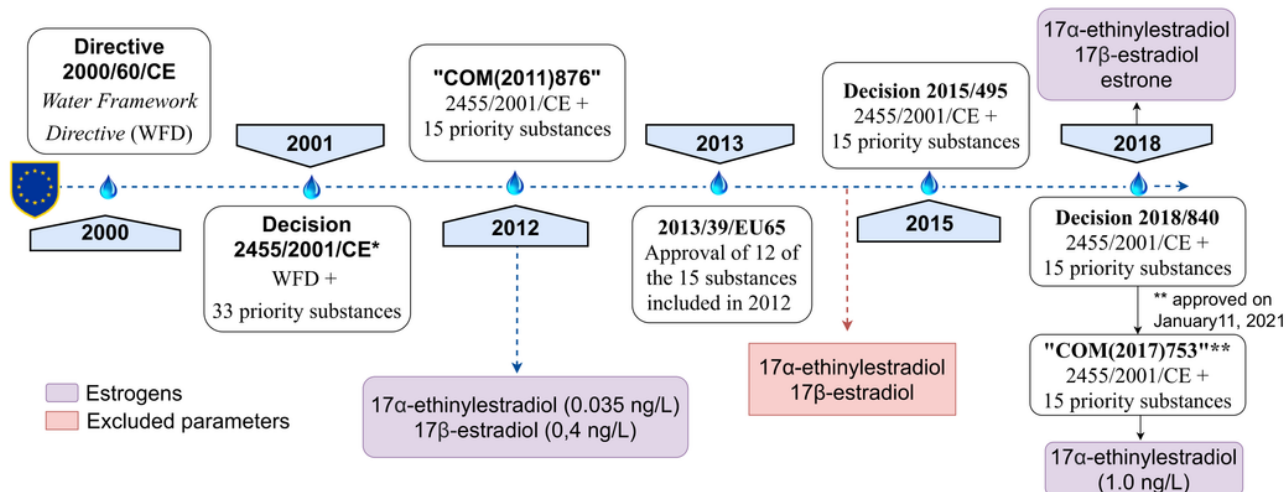 Directive
2000/60/CE
Water Framework
Directive (WFD)
2000
2001
Decision
2455/2001/CE*
WFD +
33 priority substances
"COM(2011)876"
2455/2001/CE +
15 priority substances
2012
17α-ethinylestradiol (0.035 ng/L)
17β-estradiol (0,4 ng/L)
2013
2013/39/EU65
Approval of 12 of
the 15 substances
included in 2012
17α-ethinylestradiol
17β-estradiol
Decision 2015/495
2455/2001/CE +
15 priority substances
2015
17α-ethinylestradiol
17β-estradiol
estrone
2018
Decision 2018/840
2455/2001/CE +
15 priority substances
** approved on
January11, 2021
"COM(2017)753"**
2455/2001/CE +
15 priority substances
17α-ethinylestradiol
(1.0 ng/L)
Estrogens
Excluded parameters